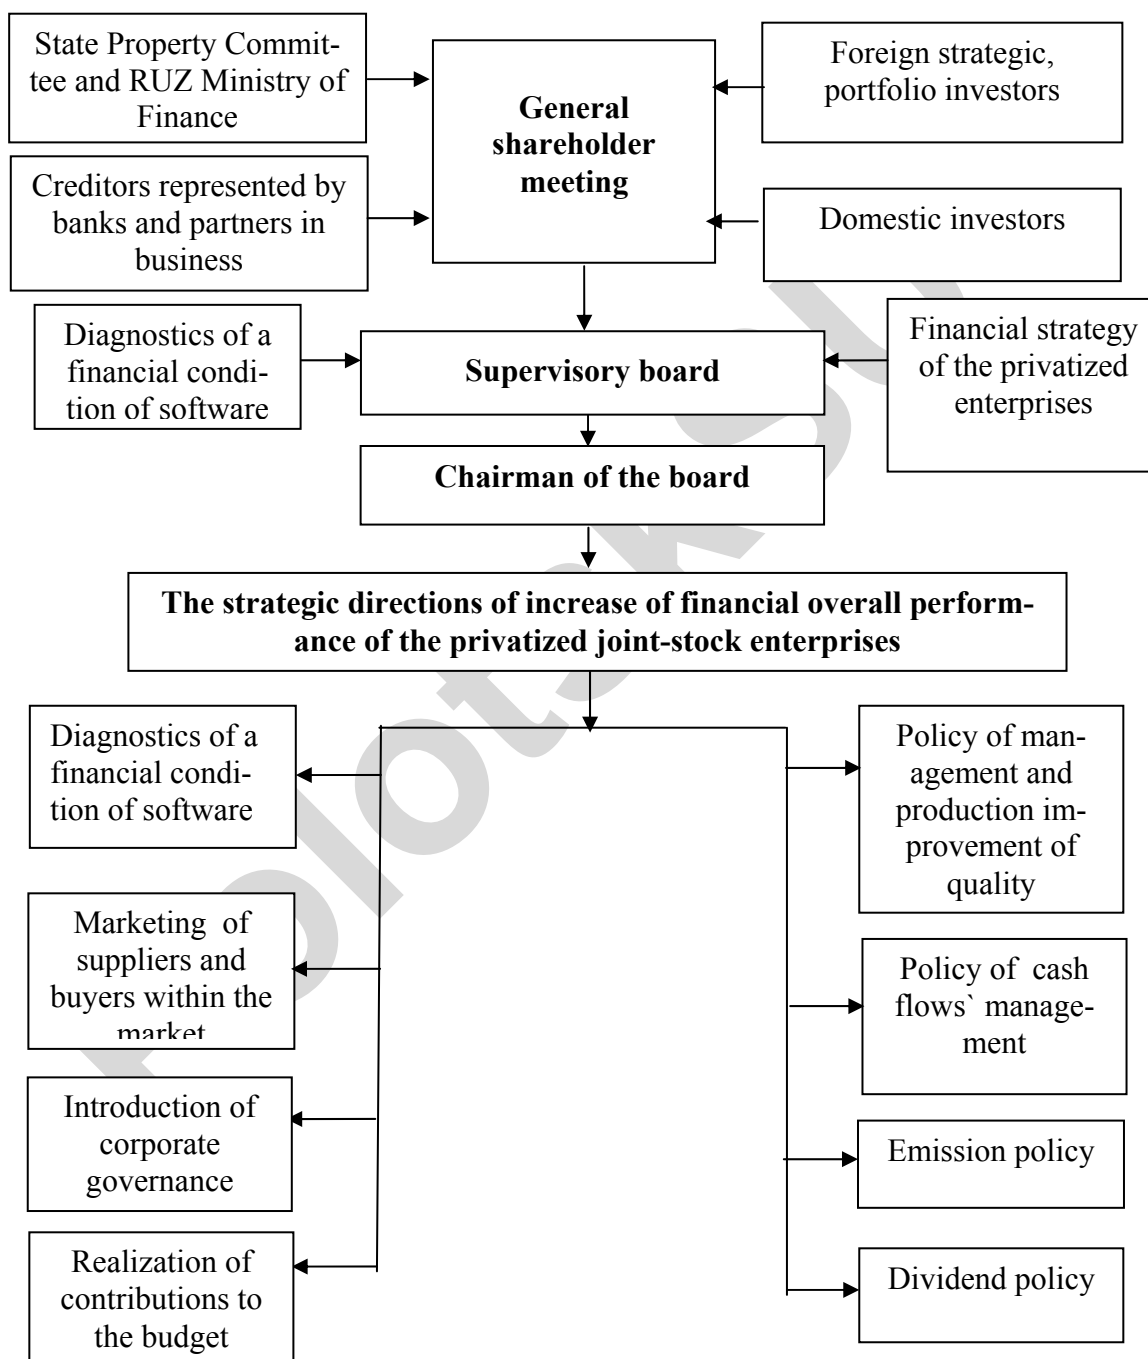 State Property Commit-
tee and RUZ Ministry of
Finance
General
shareholder
meeting
Foreign strategic,
portfolio investors
Creditors represented by
banks and partners in
business
Domestic investors
Diagnostics of a
financial condi-
tion of software
Supervisory board
Financial strategy
of the privatized
enterprises
Chairman of the board
The strategic directions of increase of financial overall perform-
ance of the privatized joint-stock enterprises
Diagnostics of a
financial condi-
tion of software
Policy of man-
agement and
production im-
provement of
quality
Marketing of
suppliers and
buyers within the
market
Policy of cash
flows` manage-
ment
Introduction of
corporate
governance
Emission policy
Realization of
contributions to
the budget
Dividend policy